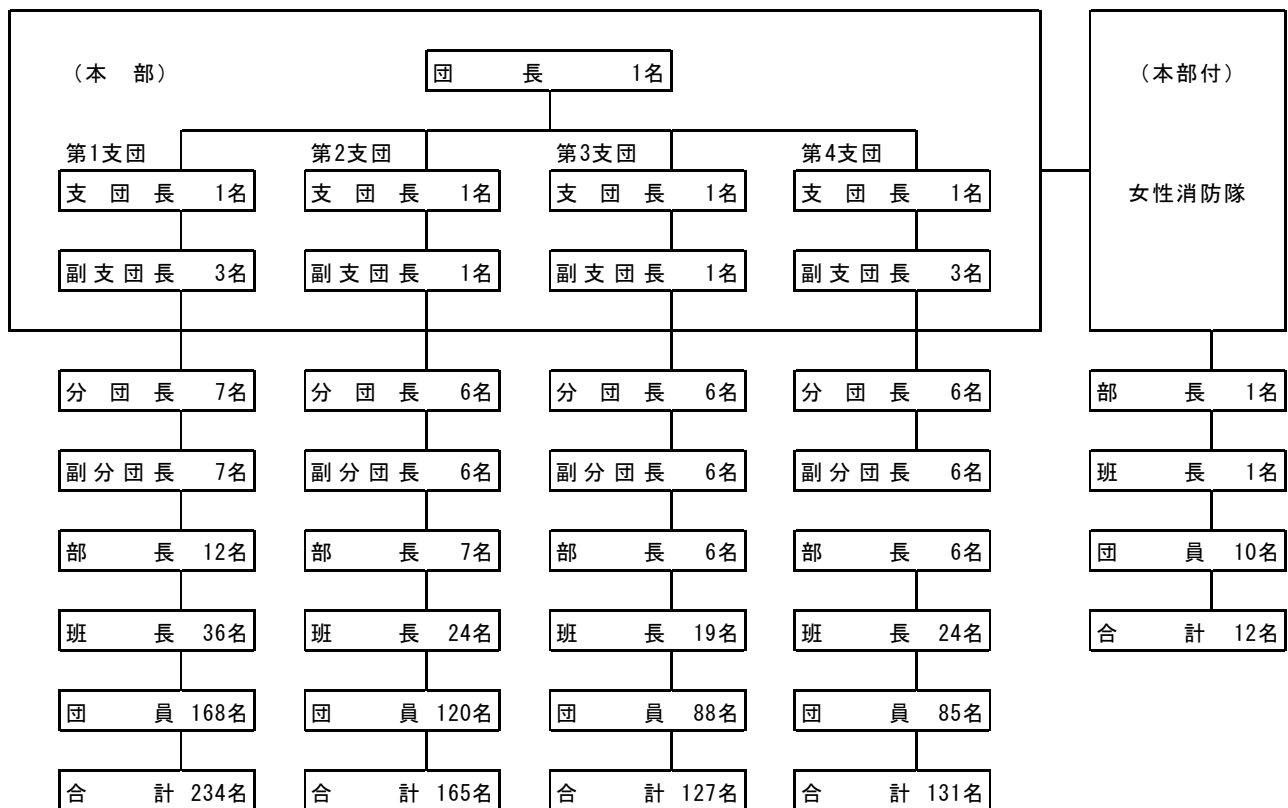 （本　部）
団　長　1名
（本部付）
第1支団
第2支団
第3支団
第4支団
支団長　1名
支団長　1名
支団長　1名
支団長　1名
女性消防隊
副支団長　3名
副支団長　1名
副支団長　1名
副支団長　3名
分団長　7名
分団長　6名
分団長　6名
分団長　6名
部　長　1名
副分団長　7名
副分団長　6名
副分団長　6名
副分団長　6名
班　長　1名
部　長　12名
部　長　7名
部　長　6名
部　長　6名
団　員　10名
班　長　36名
班　長　24名
班　長　19名
班　長　24名
合　計　12名
団　員　168名
団　員　120名
団　員　88名
団　員　85名
合　計　234名
合　計　165名
合　計　127名
合　計　131名